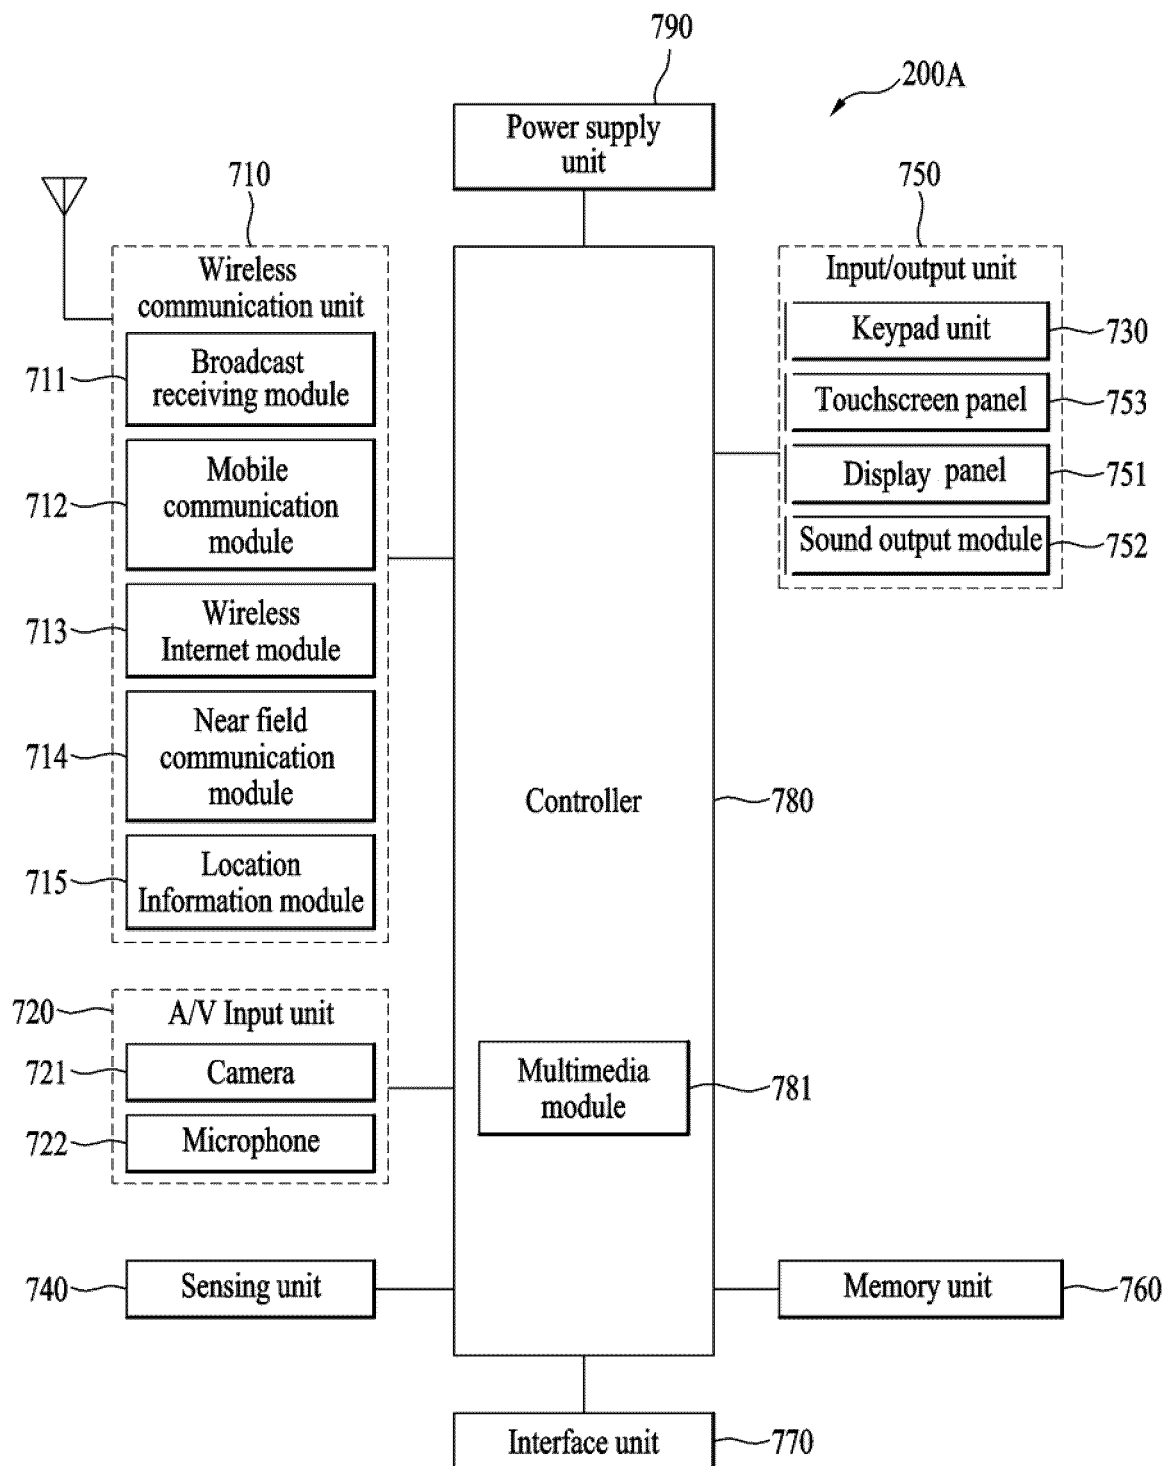 790
200A
Power supply
unit
710
750
Wireless
communication unit
Input/output unit
711
Broadcast
receiving module
Keypad unit
730
Touchscreen panel
753
712
Mobile
communication
module
Display panel
751
Sound output module
752
713
Wireless
Internet module
714
Near field
communication
module
Controller
780
715
Location
Information module
720
A/V Input unit
721
Camera
Multimedia
module
781
722
Microphone
740
Sensing unit
Memory unit
760
Interface unit
770